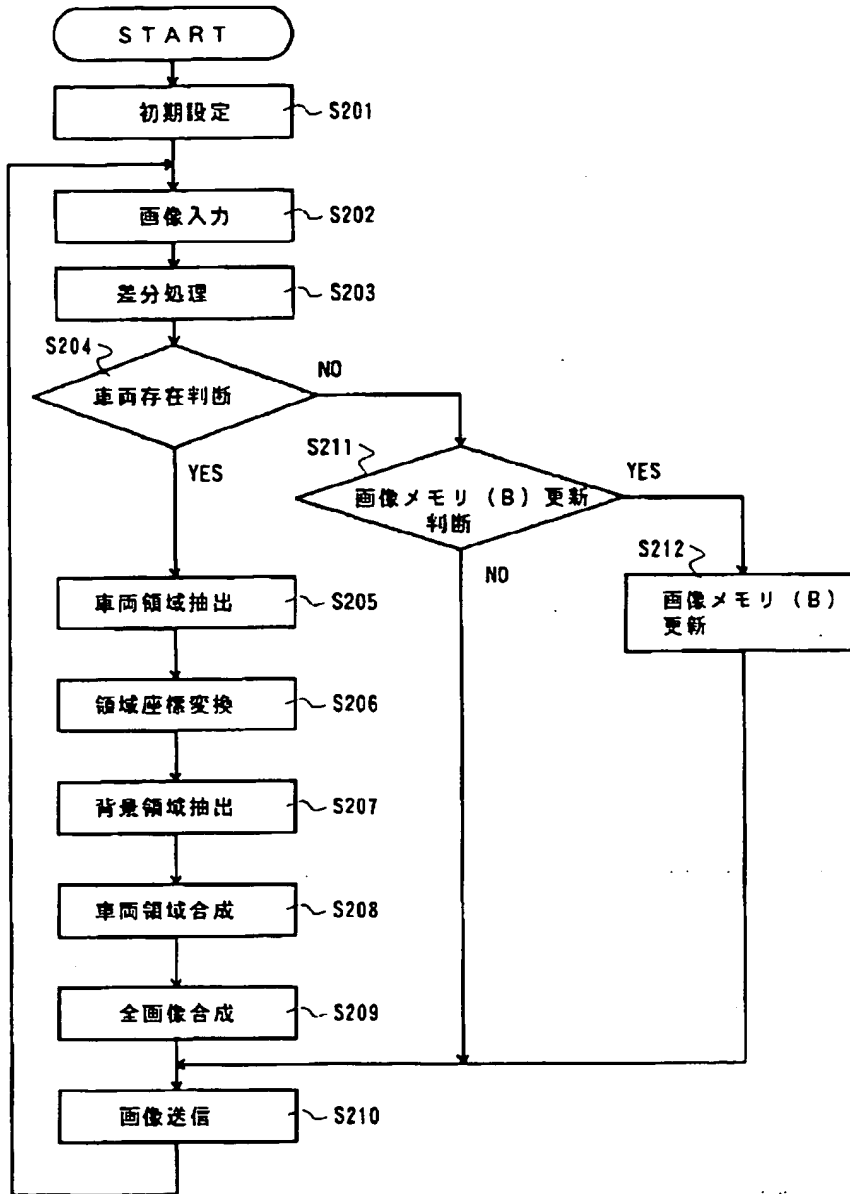 START
初期設定
S201
画像入力
S202
差分処理
S203
S204
車両存在判断
NO
YES
S211
画像メモリ(B)更新
判断
YES
NO
S212
画像メモリ(B)
更新
車両領域抽出
S205
領域座標変換
S206
背景領域抽出
S207
車両領域合成
S208
全画像合成
S209
画像送信
S210